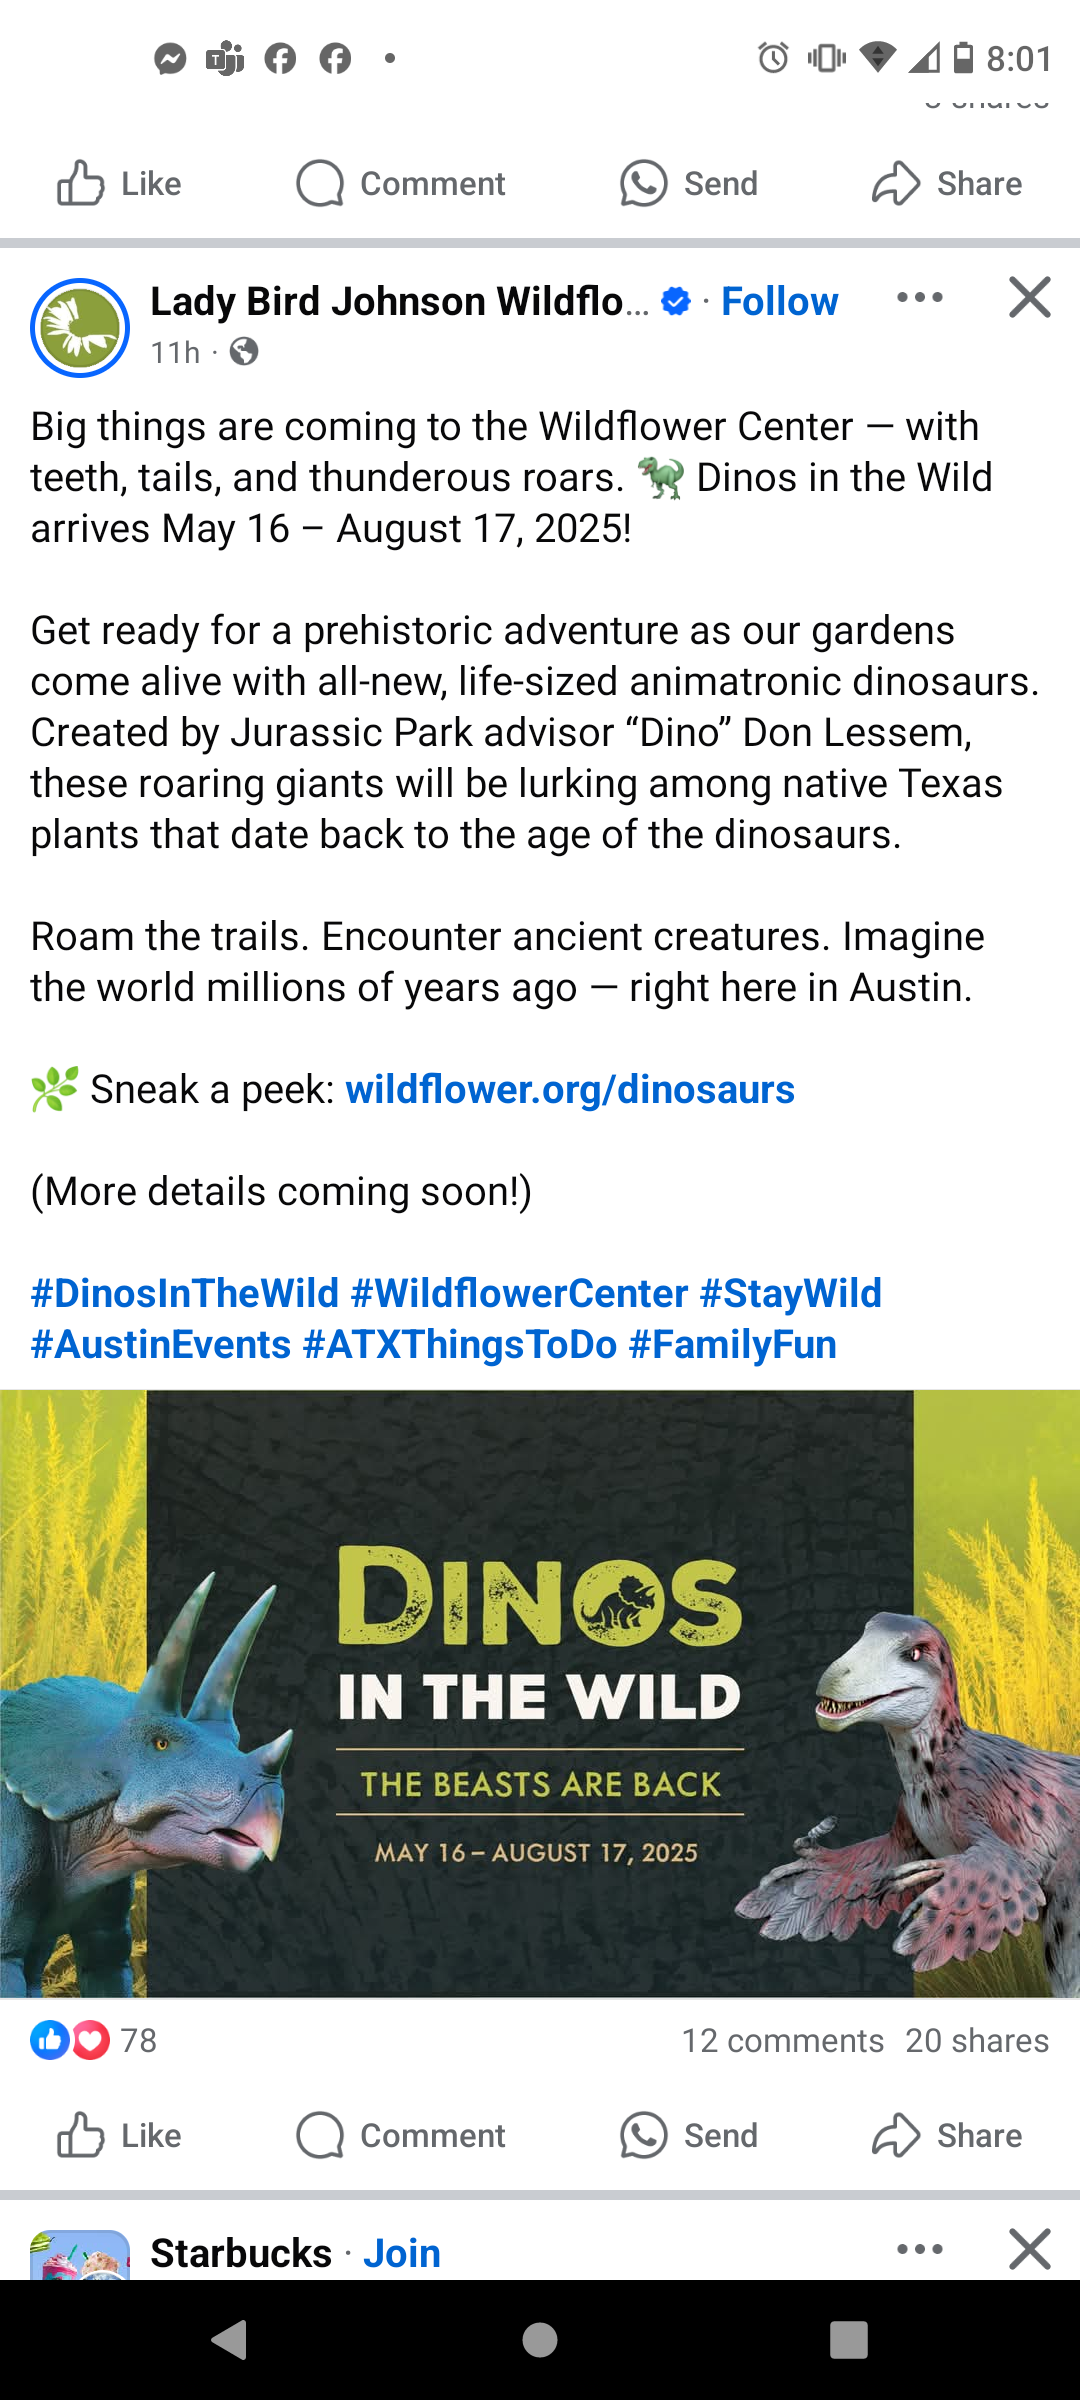 8:01
Like Comment Send Share
Lady Bird Johnson Wildflo... · Follow
11h ·
Big things are coming to the Wildflower Center — with
teeth, tails, and thunderous roars. 🦖 Dinos in the Wild
arrives May 16 – August 17, 2025!
Get ready for a prehistoric adventure as our gardens
come alive with all-new, life-sized animatronic dinosaurs.
Created by Jurassic Park advisor “Dino” Don Lessem,
these roaring giants will be lurking among native Texas
plants that date back to the age of the dinosaurs.
Roam the trails. Encounter ancient creatures. Imagine
the world millions of years ago — right here in Austin.
🌿 Sneak a peek: wildflower.org/dinosaurs
(More details coming soon!)
#DinosInTheWild #WildflowerCenter #StayWild
#AustinEvents #ATXThingsToDo #FamilyFun
DINOS
IN THE WILD
THE BEASTS ARE BACK
MAY 16 – AUGUST 17, 2025
78 12 comments 20 shares
Like Comment Send Share
Starbucks · Join